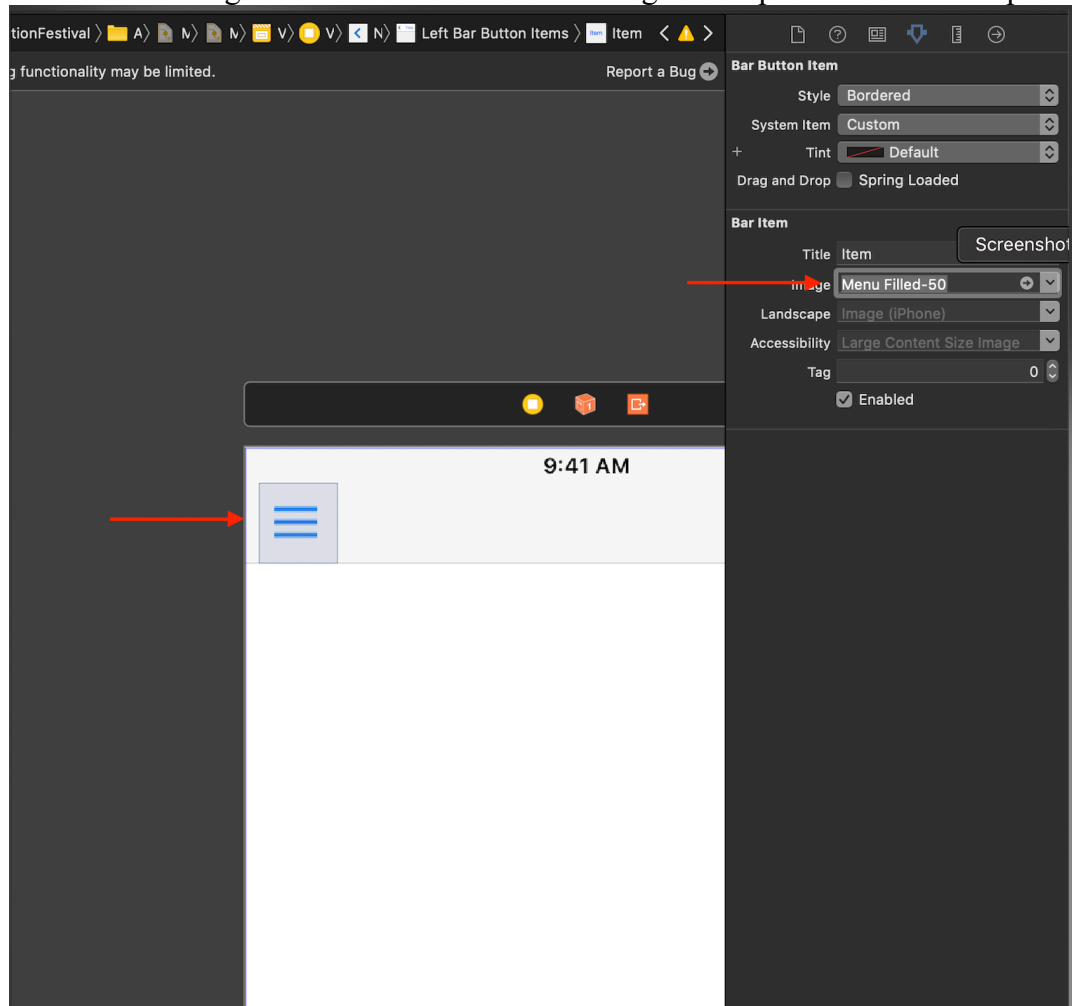 tionFestival A N N V V N Left Bar Button Items Item
g functionality may be limited. Report a Bug
Bar Button Item
Style Bordered
System Item Custom
+ Tint Default
Drag and Drop Spring Loaded
Bar Item
Title Item
Screenshot
Image Menu Filled-50
Landscape Image (iPhone)
Accessibility Large Content Size Image
Tag 0
Enabled
9:41 AM